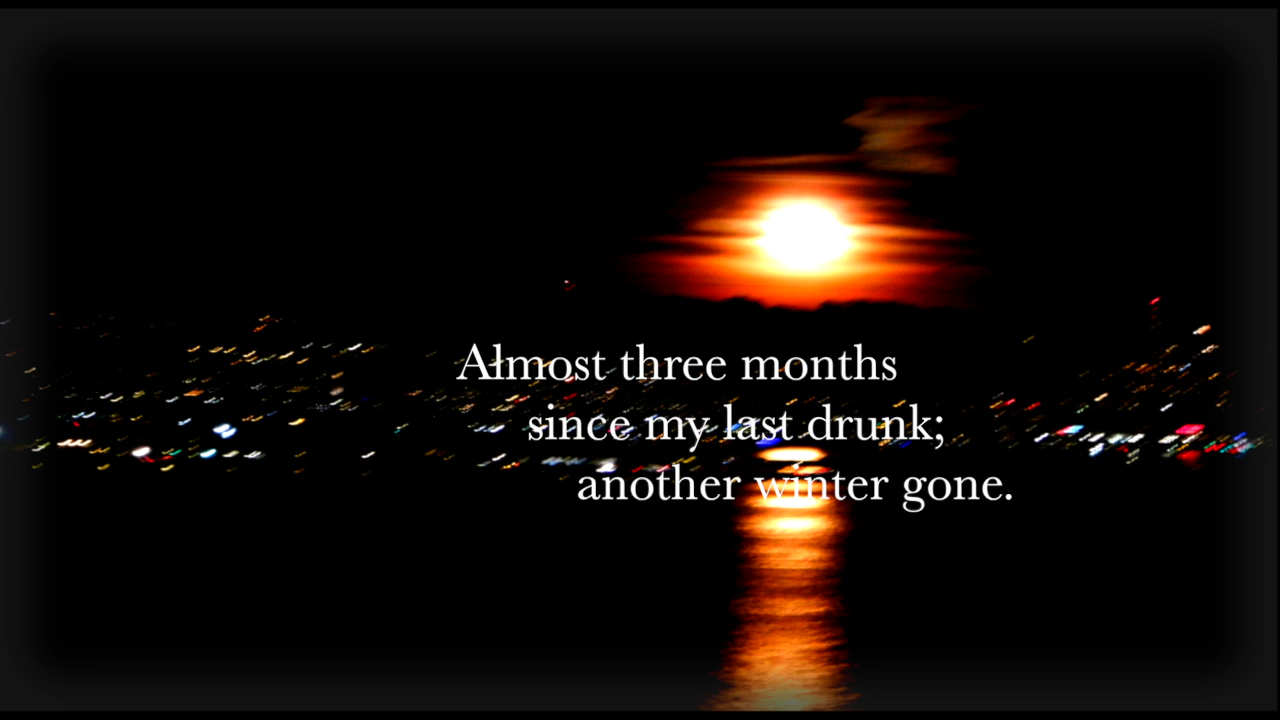 Almost three months
since my last drunk;
another winter gone.